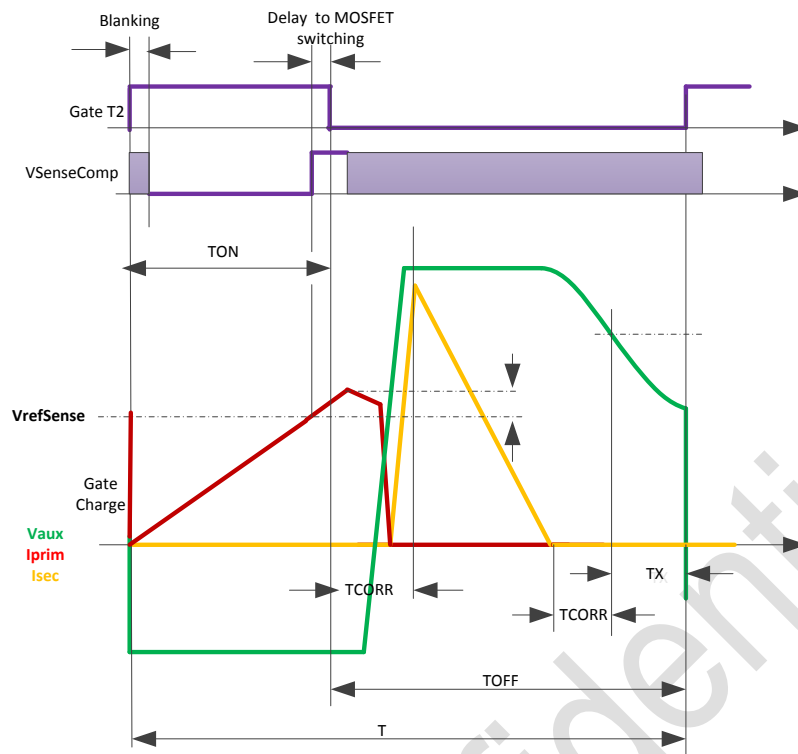 Blanking
Delay to MOSFET
switching
Gate T2
VSenseComp
TON
VrefSense
Gate
Charge
Vaux
Iprim
Isec
TCORR
TX
TCORR
TOFF
T